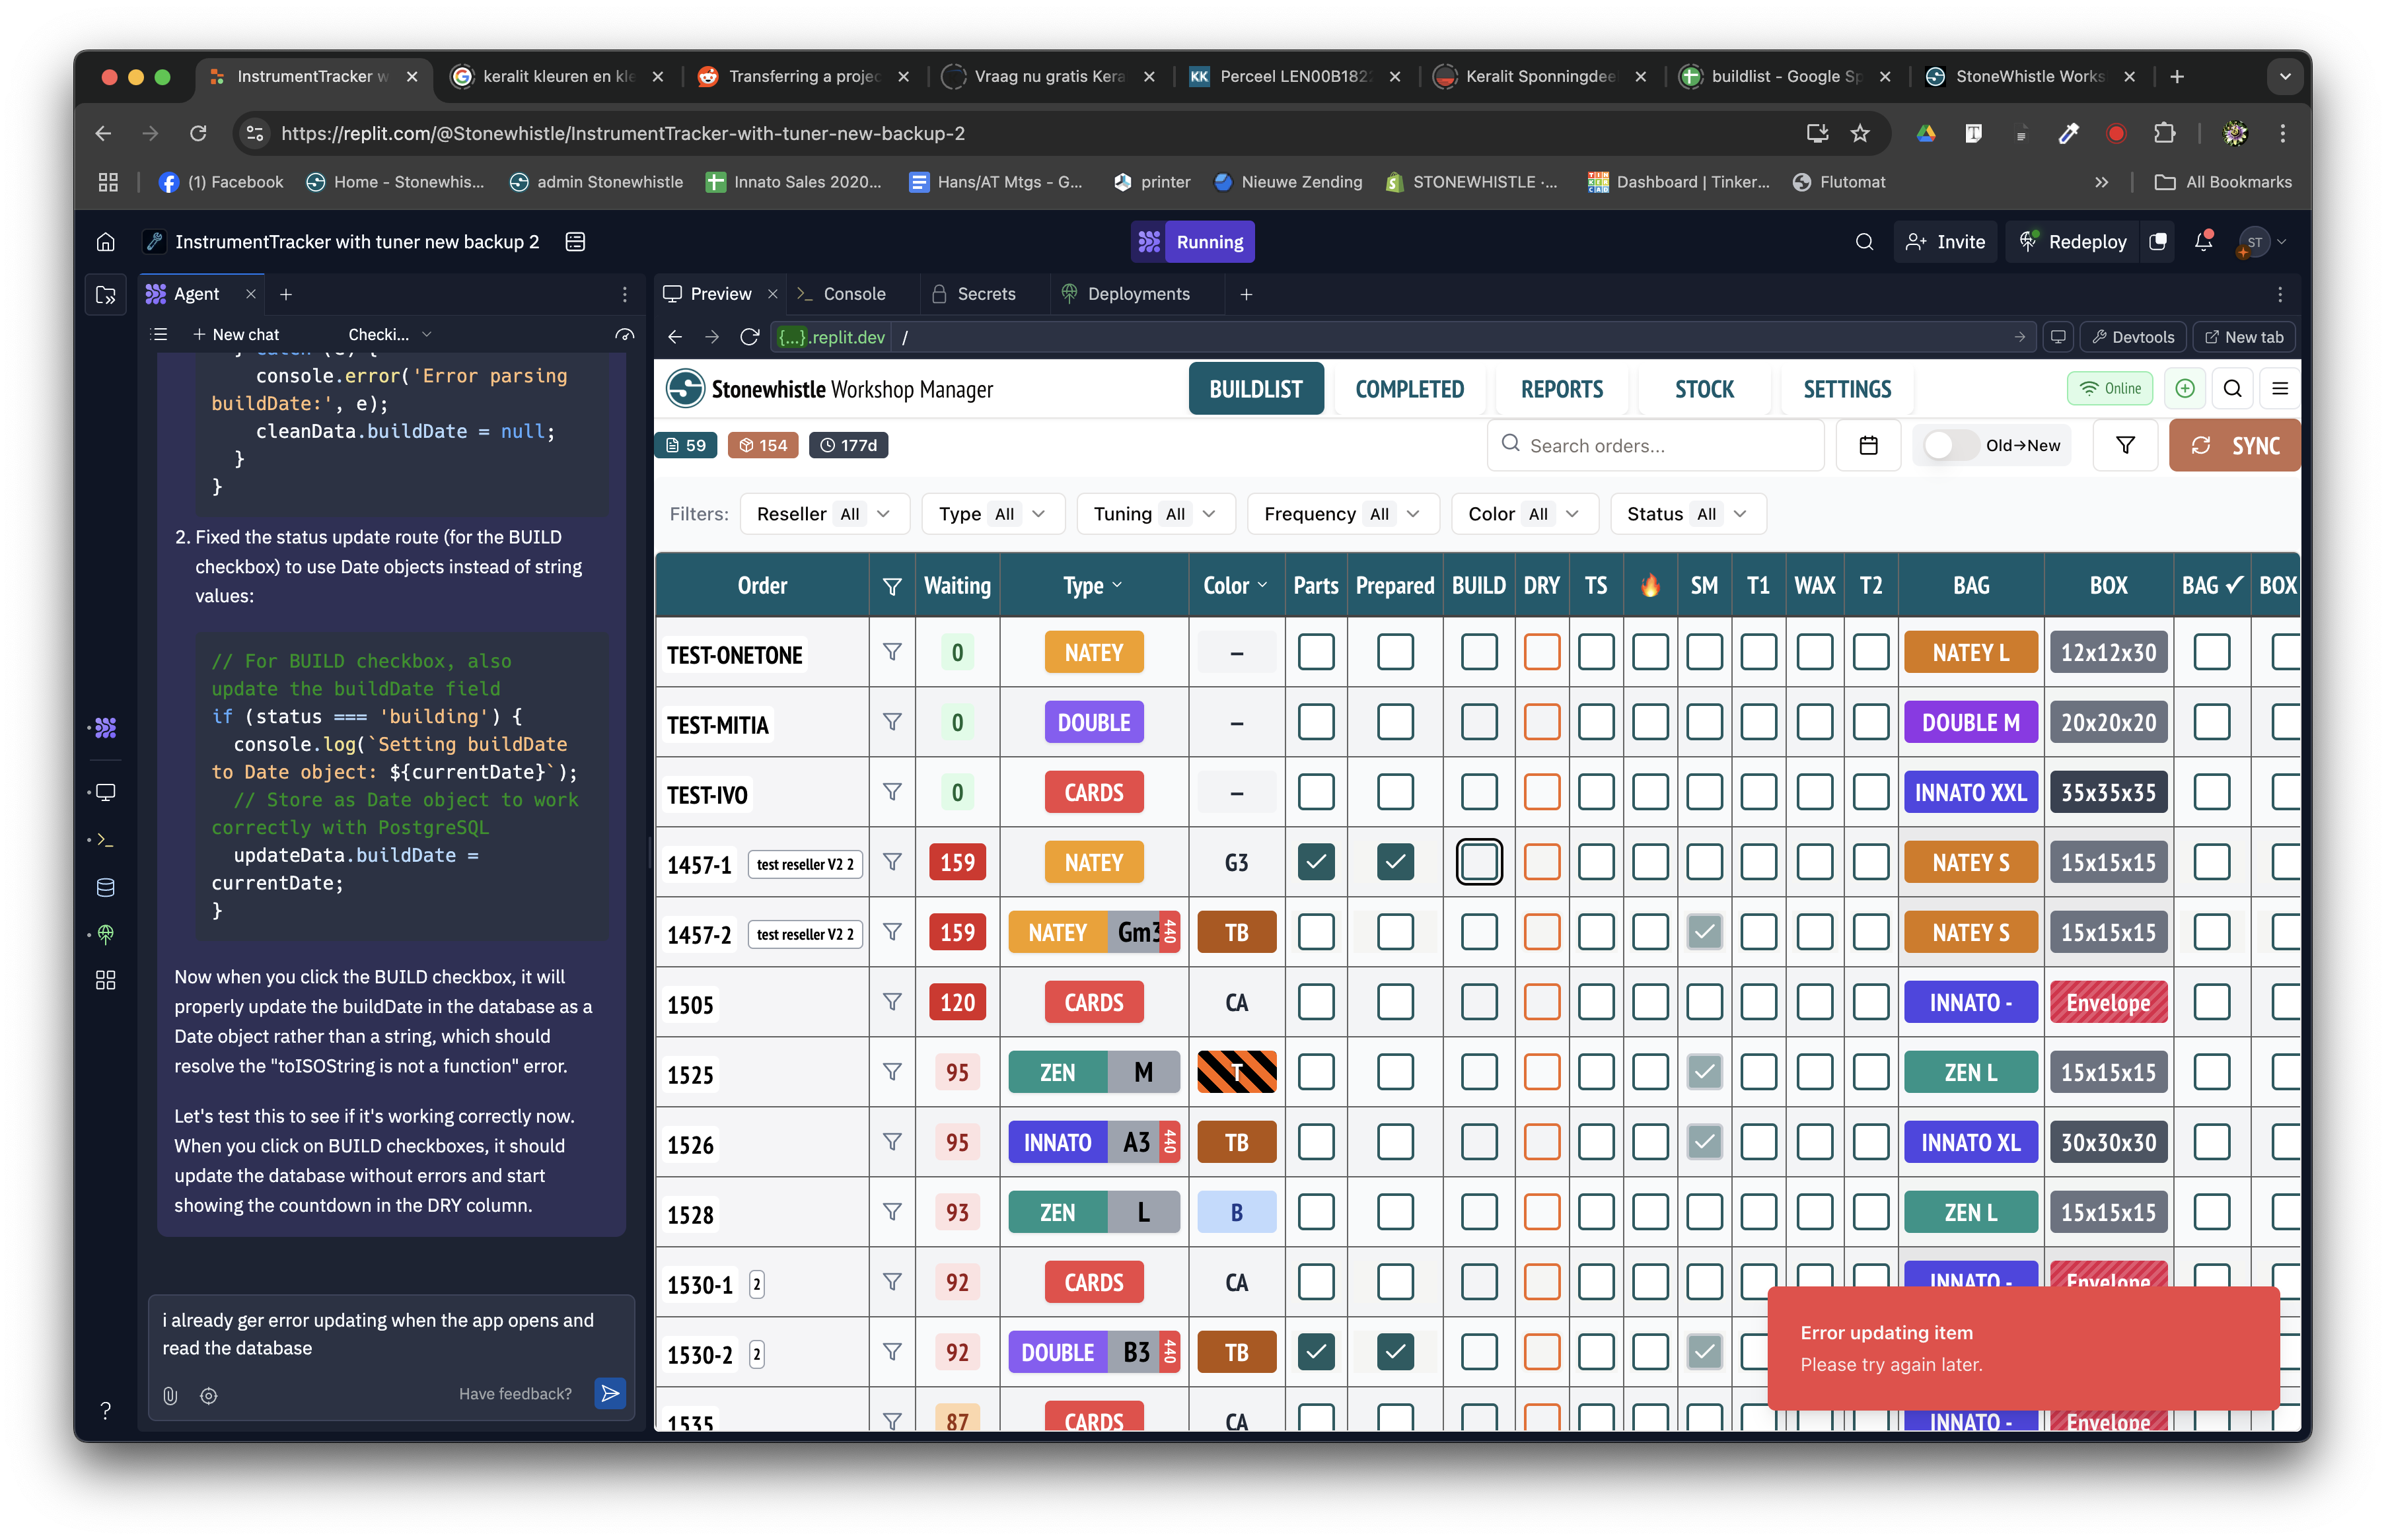 InstrumentTracker w
keralit kleuren en kle
Transferring a projec
Vraag nu gratis Kera
KK Perceel LEN00B1822
Keralit Sponningdee
buildlist - Google Sp
StoneWhistle Works
https://replit.com/@Stonewhistle/InstrumentTracker-with-tuner-new-backup-2
(1) Facebook
Home - Stonewhis...
admin Stonewhistle
Innato Sales 2020...
Hans/AT Mtgs - G...
printer
Nieuwe Zending
STONEWHISTLE ·...
Dashboard | Tinker...
Flutomat
All Bookmarks
InstrumentTracker with tuner new backup 2
Running
Invite
Redeploy
ST
Agent
Preview
Console
Secrets
Deployments
New chat
Checki...
{...}.replit.dev /
Devtools
New tab
console.error('Error parsing
buildDate:', e);
cleanData.buildDate = null;
}
}
2. Fixed the status update route (for the BUILD
checkbox) to use Date objects instead of string
values:
// For BUILD checkbox, also
update the buildDate field
if (status === 'building') {
console.log(`Setting buildDate
to Date object: ${currentDate}`);
// Store as Date object to work
correctly with PostgreSQL
updateData.buildDate =
currentDate;
}
Now when you click the BUILD checkbox, it will
properly update the buildDate in the database as a
Date object rather than a string, which should
resolve the "toISOString is not a function" error.
Let's test this to see if it's working correctly now.
When you click on BUILD checkboxes, it should
update the database without errors and start
showing the countdown in the DRY column.
i already ger error updating when the app opens and
read the database
Have feedback?
Stonewhistle Workshop Manager
BUILDLIST
COMPLETED
REPORTS
STOCK
SETTINGS
Online
59
154
177d
Search orders...
Old→New
SYNC
Filters:
Reseller All
Type All
Tuning All
Frequency All
Color All
Status All
Order Waiting Type Color Parts Prepared BUILD DRY TS 🔥 SM T1 WAX T2 BAG BOX BAG ✓ BOX
TEST-ONETONE 0 NATEY – NATEY L 12x12x30
TEST-MITIA 0 DOUBLE – DOUBLE M 20x20x20
TEST-IVO 0 CARDS – INNATO XXL 35x35x35
1457-1 test reseller V2 2 159 NATEY G3 NATEY S 15x15x15
1457-2 test reseller V2 2 159 NATEY Gm3 440 TB NATEY S 15x15x15
1505 120 CARDS CA INNATO - Envelope
1525 95 ZEN M T ZEN L 15x15x15
1526 95 INNATO A3 440 TB INNATO XL 30x30x30
1528 93 ZEN L B ZEN L 15x15x15
1530-1 2 92 CARDS CA INNATO - Envelope
1530-2 2 92 DOUBLE B3 440 TB
1535 87 CARDS CA INNATO - Envelope
Error updating item
Please try again later.